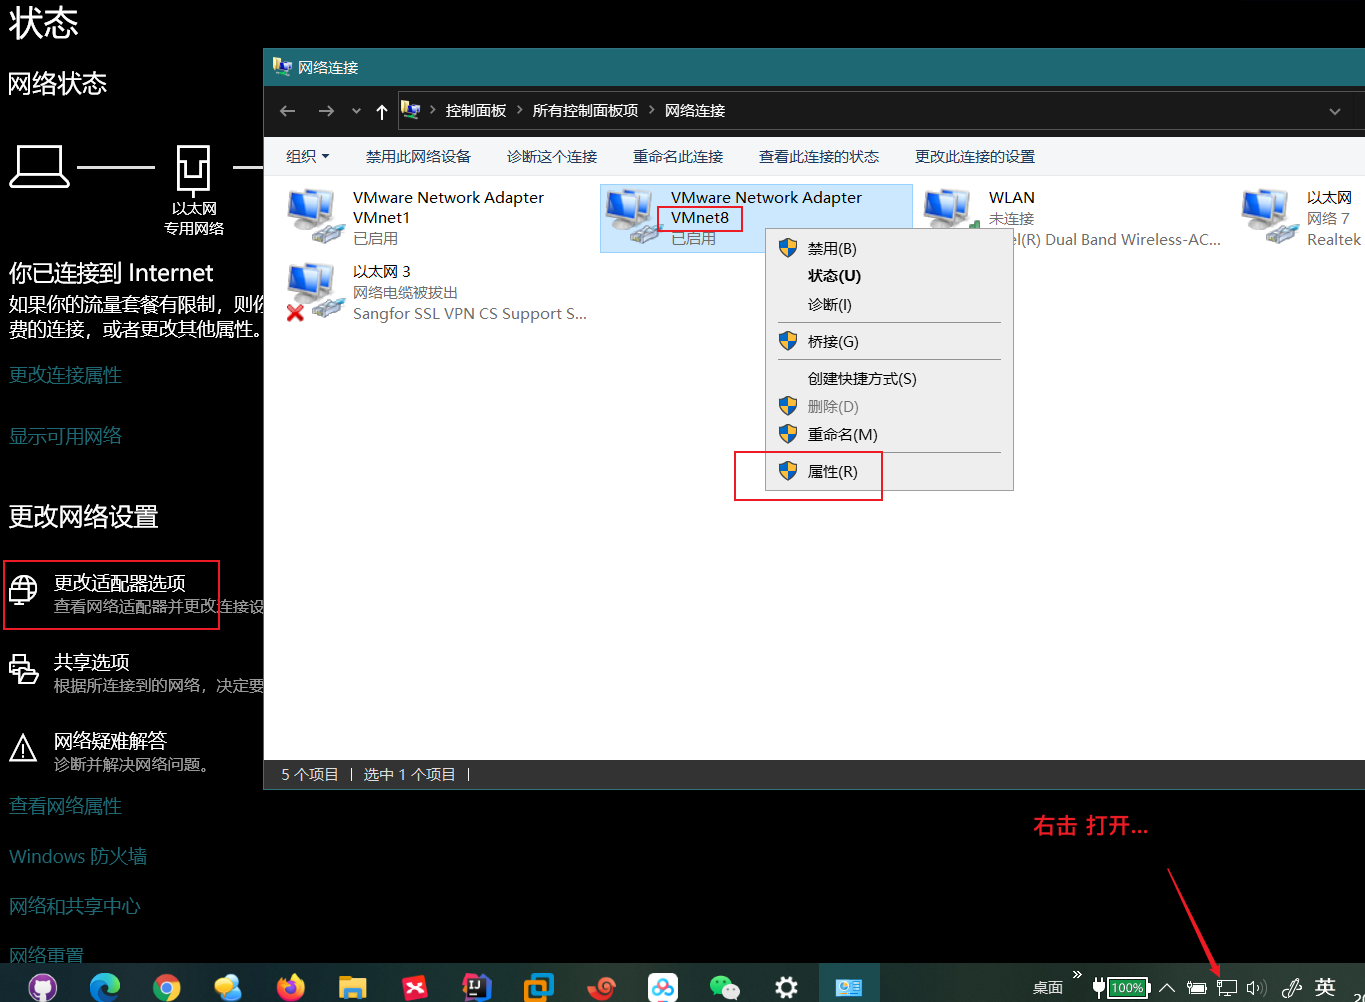 状态
网络状态
以太网
专用网络
你已连接到 Internet
如果你的流量套餐有限制，则你
费的连接，或者更改其他属性。
更改连接属性
显示可用网络
更改网络设置
更改适配器选项
查看网络适配器并更改连接设
共享选项
根据所连接到的网络，决定要
网络疑难解答
诊断并解决网络问题。
查看网络属性
Windows 防火墙
网络和共享中心
网络重置
网络连接
控制面板 > 所有控制面板项 > 网络连接
组织 禁用此网络设备 诊断这个连接 重命名此连接 查看此连接的状态 更改此连接的设置
VMware Network Adapter
VMnet1
已启用
VMware Network Adapter
VMnet8
已启用
WLAN
未连接
el(R) Dual Band Wireless-AC...
以太网
网络 7
Realtek
以太网 3
网络电缆被拔出
Sangfor SSL VPN CS Support S...
禁用(B)
状态(U)
诊断(I)
桥接(G)
创建快捷方式(S)
删除(D)
重命名(M)
属性(R)
5 个项目 | 选中 1 个项目 |
右击 打开...
桌面 » 100% 英